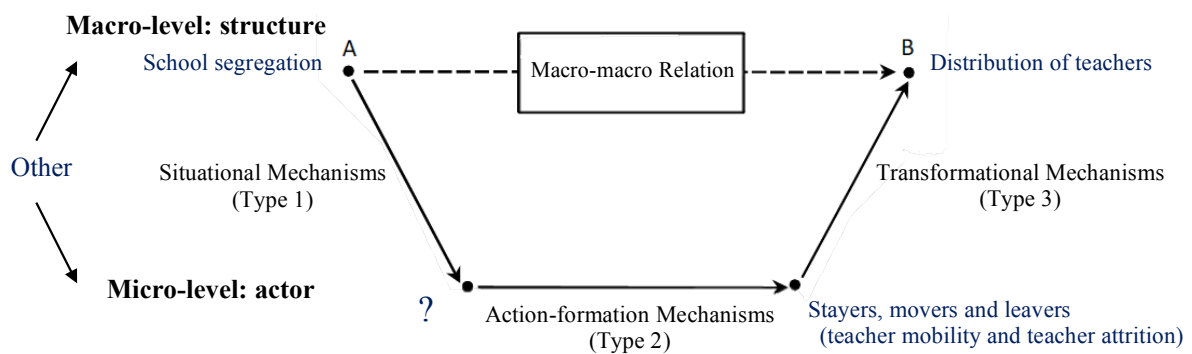 Macro-level: structure
A
B
School segregation
Macro-macro Relation
Distribution of teachers
Other
Situational Mechanisms
(Type 1)
Transformational Mechanisms
(Type 3)
Micro-level: actor
?
Action-formation Mechanisms
(Type 2)
Stayers, movers and leavers
(teacher mobility and teacher attrition)